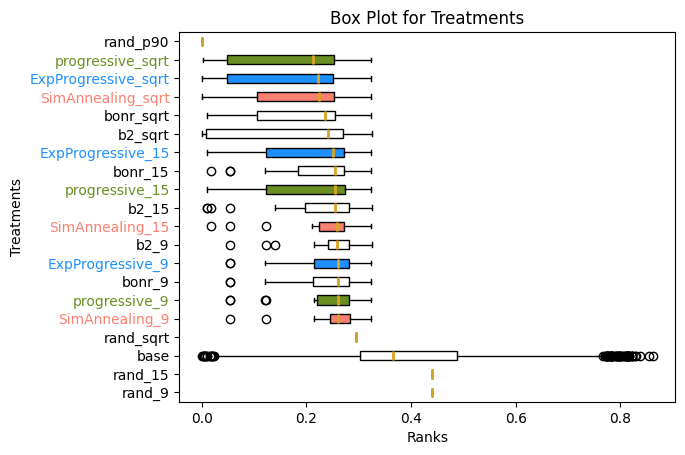 Box Plot for Treatments
rand_p90
progressive_sqrt
ExpProgressive_sqrt
SimAnnealing_sqrt
bonr_sqrt
b2_sqrt
ExpProgressive_15
bonr_15
progressive_15
b2_15
SimAnnealing_15
b2_9
ExpProgressive_9
bonr_9
progressive_9
SimAnnealing_9
rand_sqrt
base
rand_15
rand_9
Treatments
0.0 0.2 0.4 0.6 0.8
Ranks